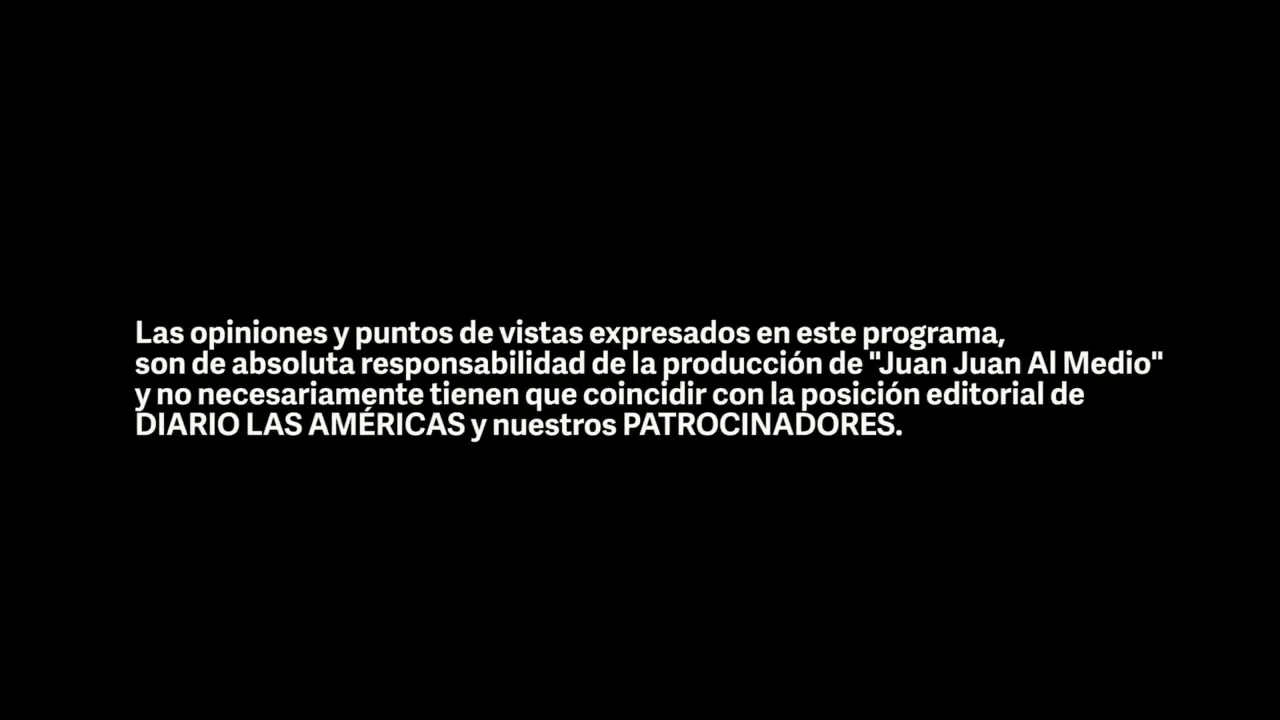 Las opiniones y puntos de vistas expresados en este programa,
son de absoluta responsabilidad de la producción de "Juan Juan Al Medio"
y no necesariamente tienen que coincidir con la posición editorial de
DIARIO LAS AMÉRICAS y nuestros PATROCINADORES.